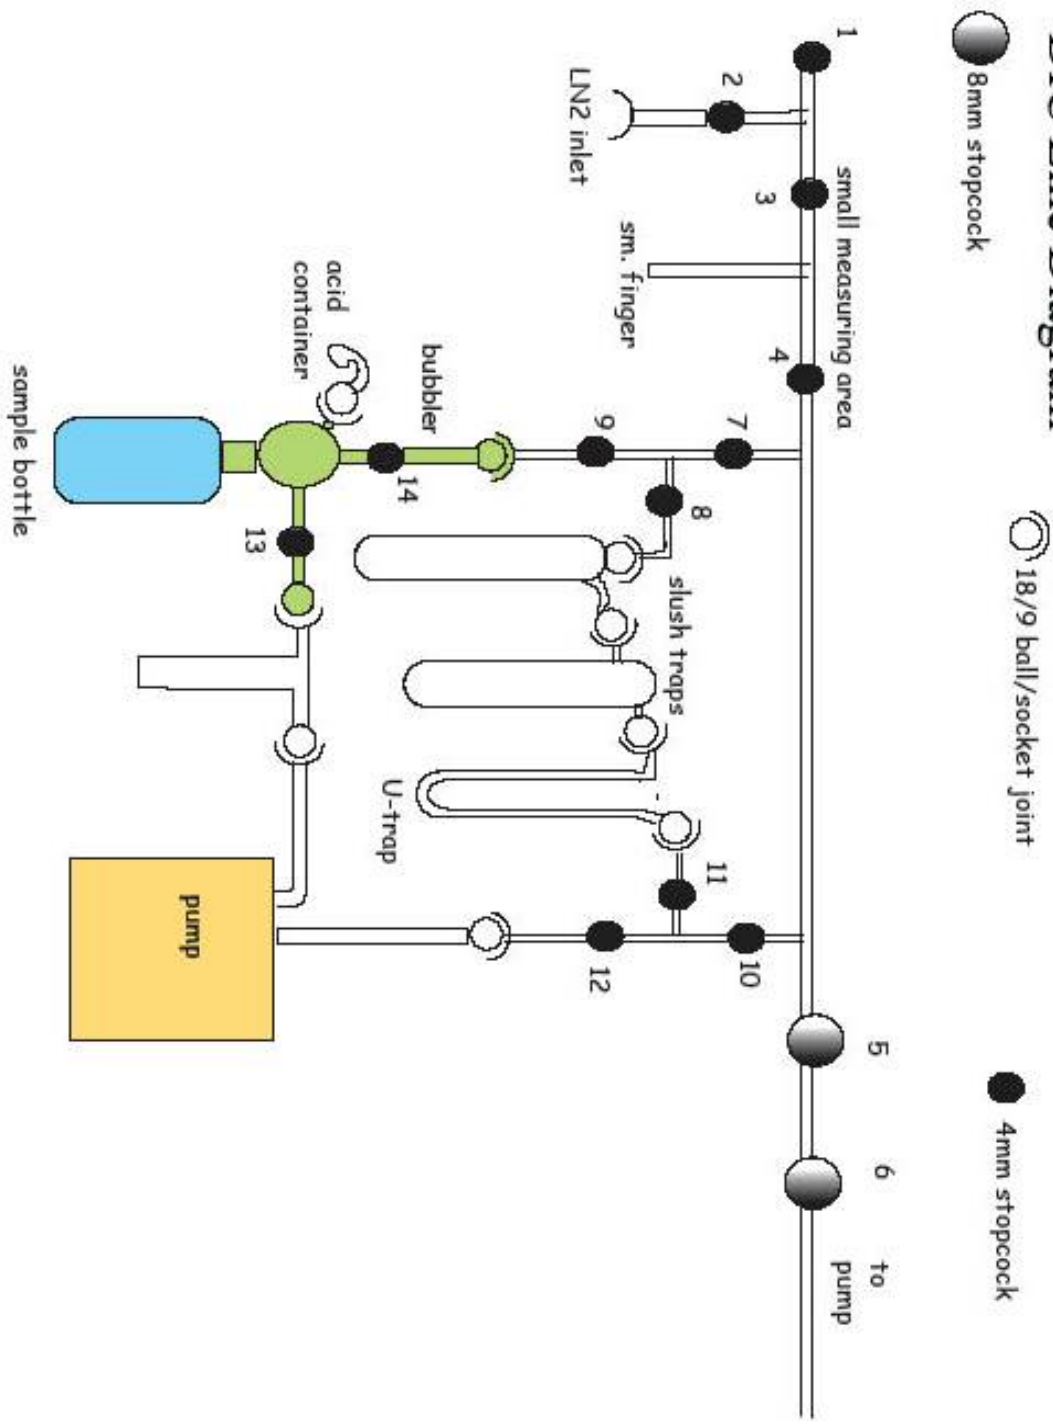 8mm stopcock
18/9 ball/socket joint
4mm stopcock
1
2
LN2 inlet
3
small measuring area
sm. finger
4
5
6
to
pump
7
8
9
10
11
12
slush traps
U-trap
acid
container
bubbler
14
13
sample bottle
pump